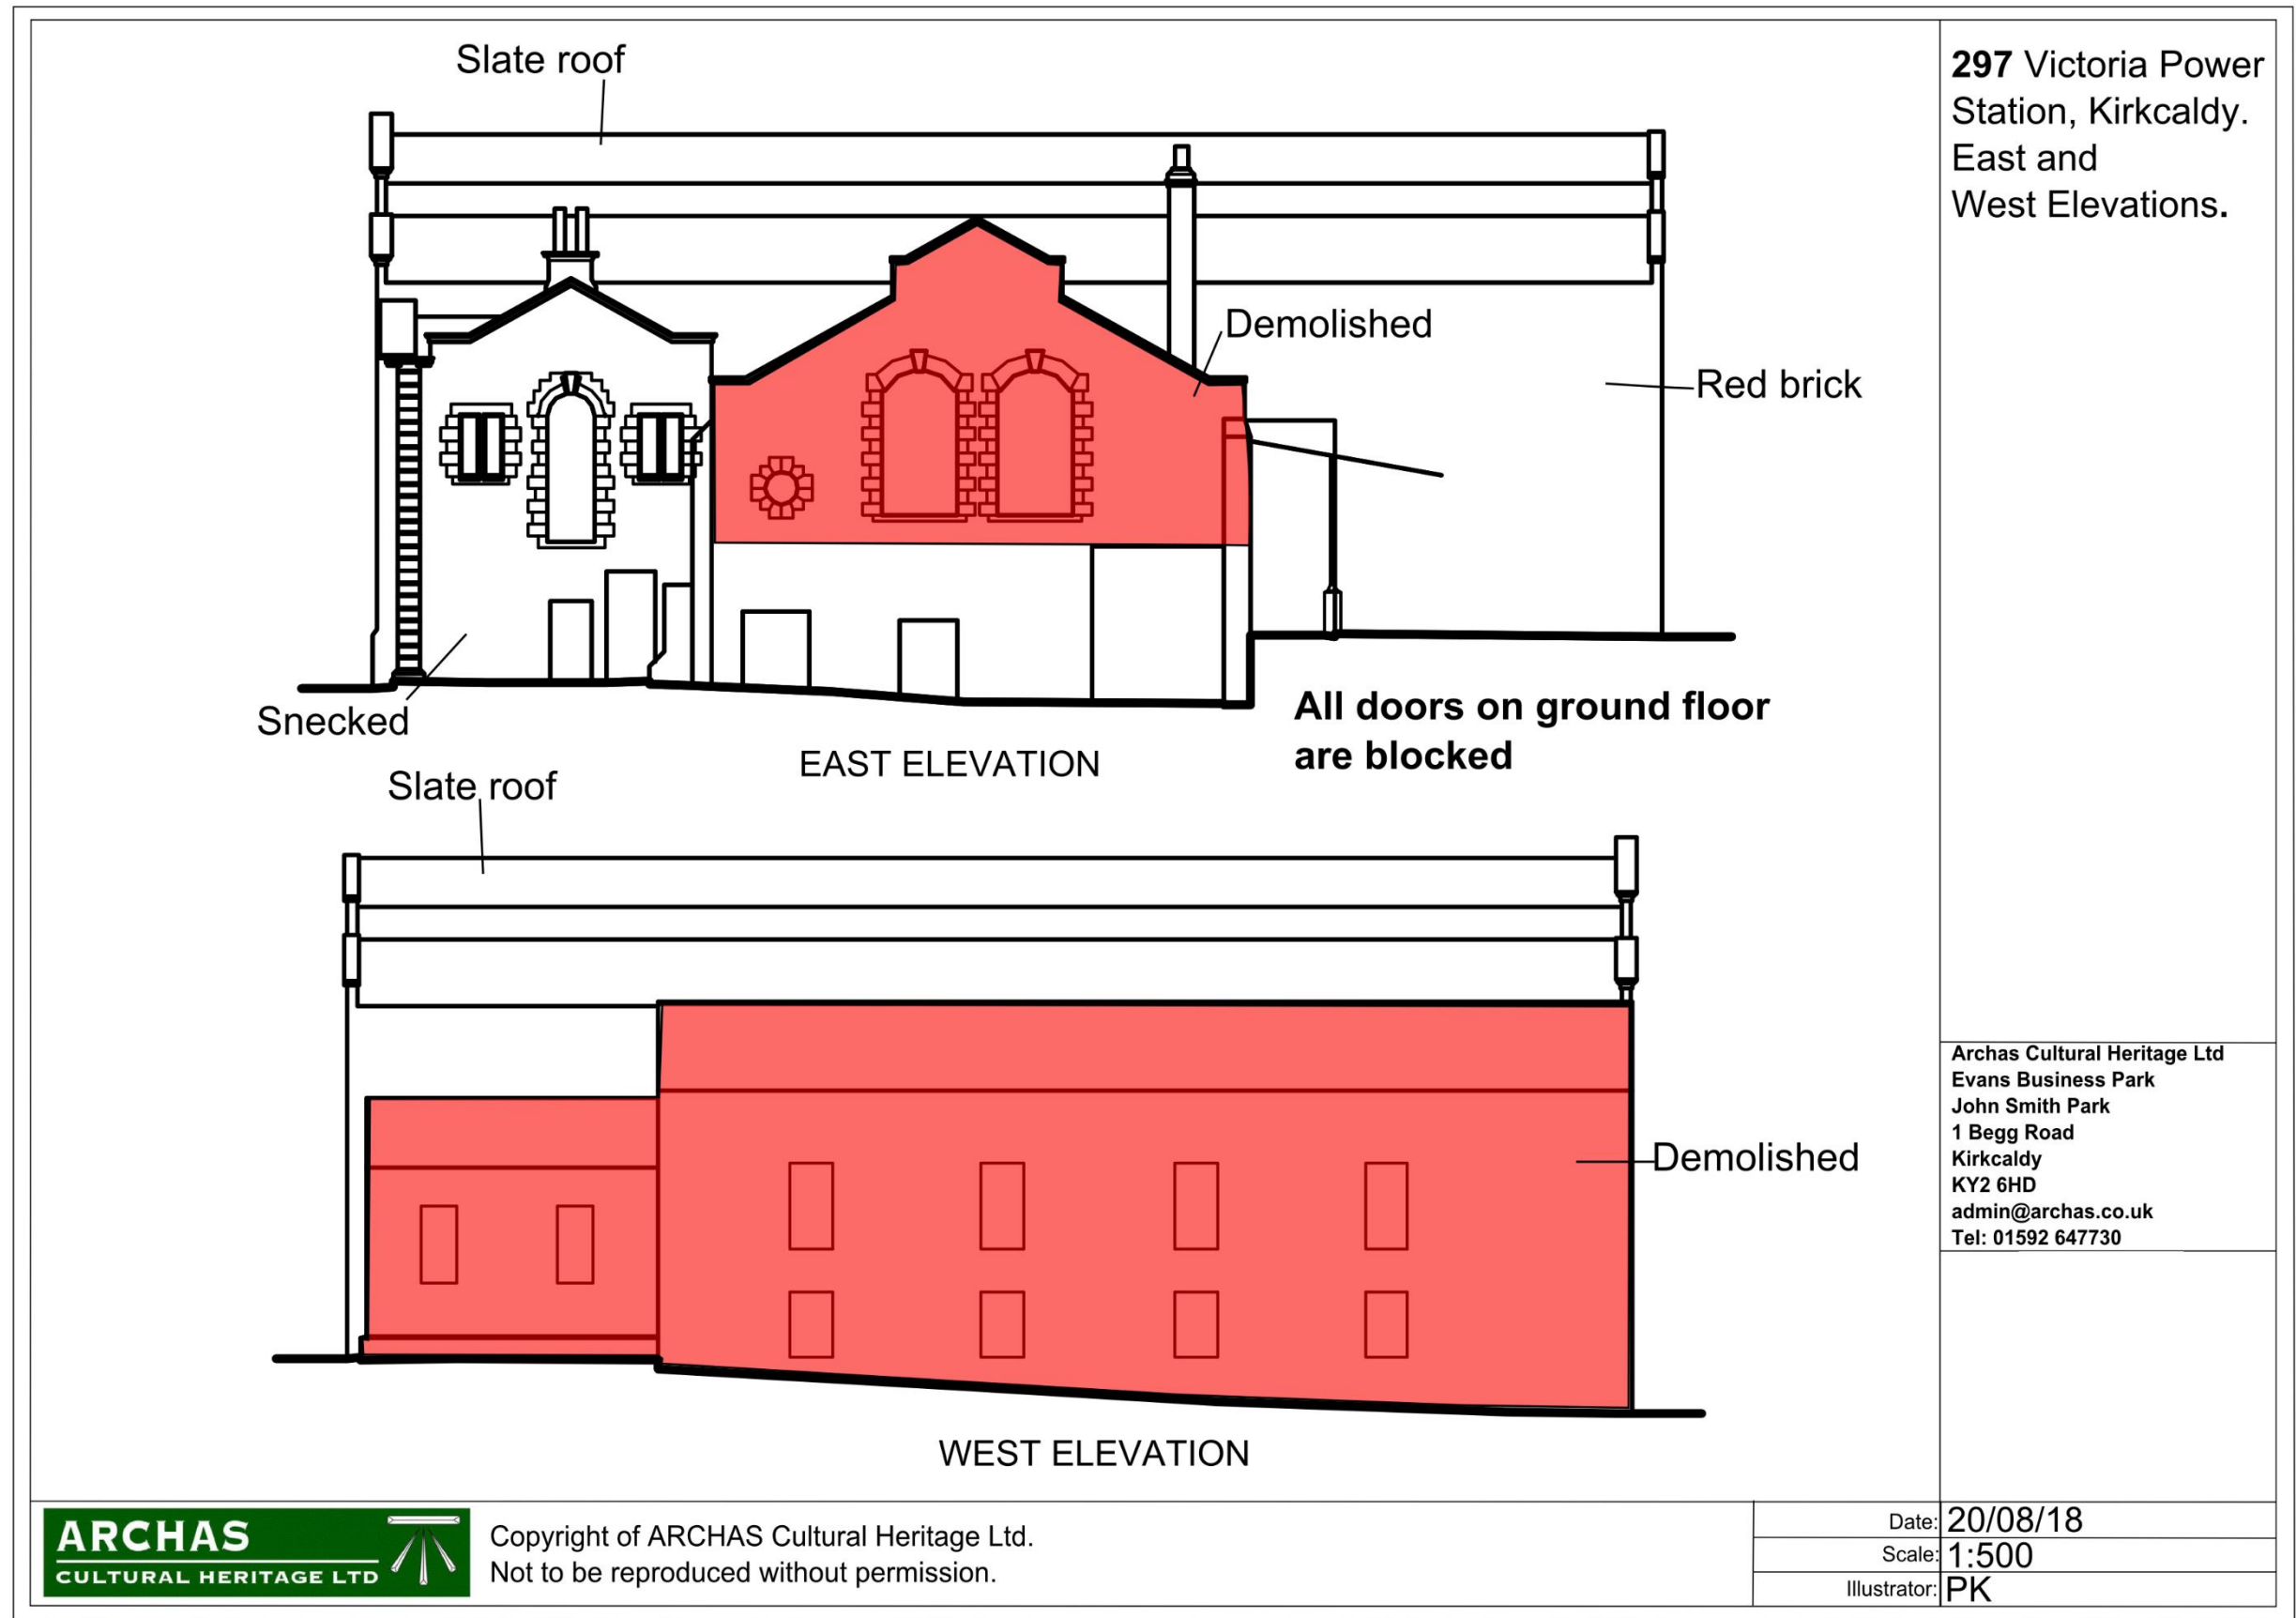 Slate roof
297 Victoria Power
Station, Kirkcaldy.
East and
West Elevations.
Demolished
Red brick
Snecked
All doors on ground floor
are blocked
EAST ELEVATION
Slate roof
Demolished
WEST ELEVATION
Archas Cultural Heritage Ltd
Evans Business Park
John Smith Park
1 Begg Road
Kirkcaldy
KY2 6HD
admin@archas.co.uk
Tel: 01592 647730
ARCHAS
CULTURAL HERITAGE LTD
Copyright of ARCHAS Cultural Heritage Ltd.
Not to be reproduced without permission.
Date: 20/08/18
Scale: 1:500
Illustrator: PK